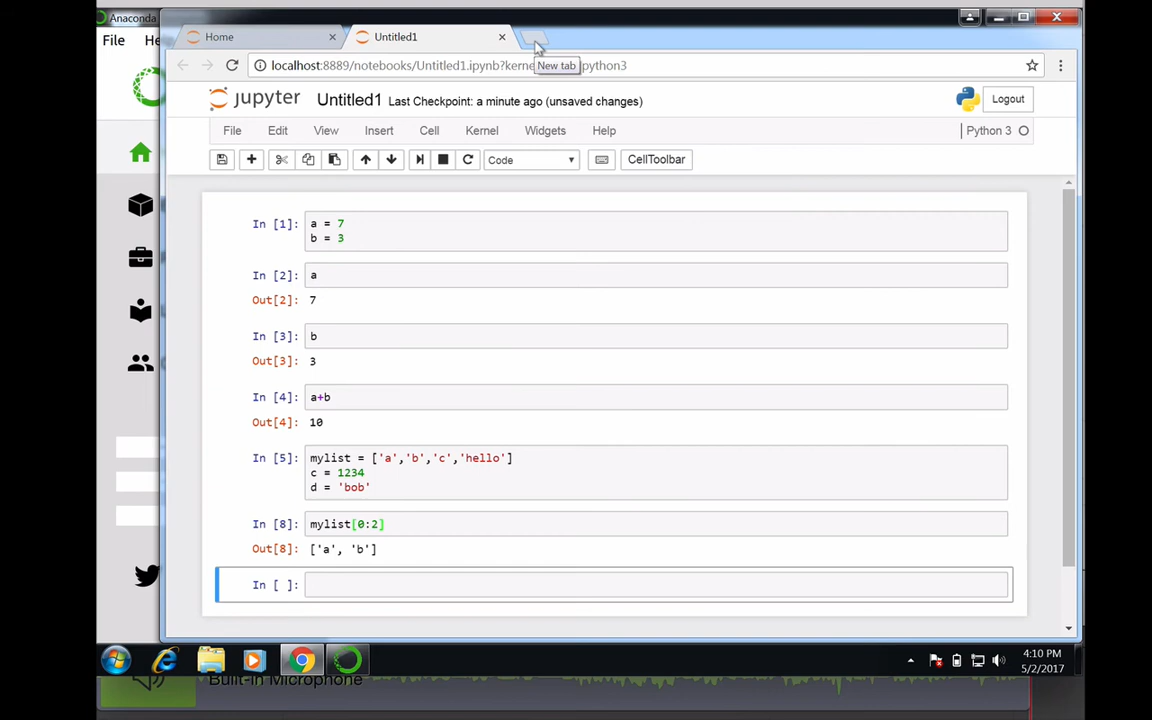 Anaconda
File He
Home
Untitled1
New tab
localhost:8889/notebooks/Untitled1.ipynb?kerne python3
jupyter Untitled1 Last Checkpoint: a minute ago (unsaved changes)
Logout
File Edit View Insert Cell Kernel Widgets Help
Python 3
Code
CellToolbar
In [1]: a = 7
b = 3
In [2]: a
Out[2]: 7
In [3]: b
Out[3]: 3
In [4]: a+b
Out[4]: 10
In [5]: mylist = ['a','b','c','hello']
c = 1234
d = 'bob'
In [8]: mylist[0:2]
Out[8]: ['a', 'b']
In [ ]:
4:10 PM
5/2/2017
Built-in Microphone